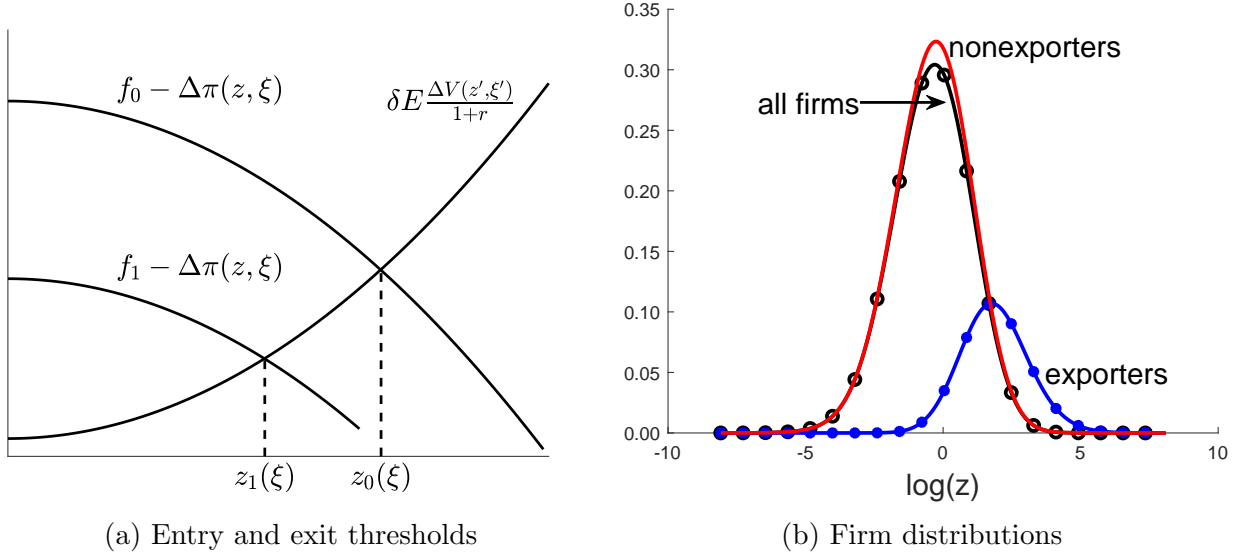 f₀ − Δπ(z, ξ)
δE ΔV(z′,ξ′)/1+r
f₁ − Δπ(z, ξ)
z₁(ξ) z₀(ξ)
(a) Entry and exit thresholds
0.35
0.30
0.25
0.20
0.15
0.10
0.05
0.00
nonexporters
all firms
exporters
-10 -5 0 5 10
log(z)
(b) Firm distributions